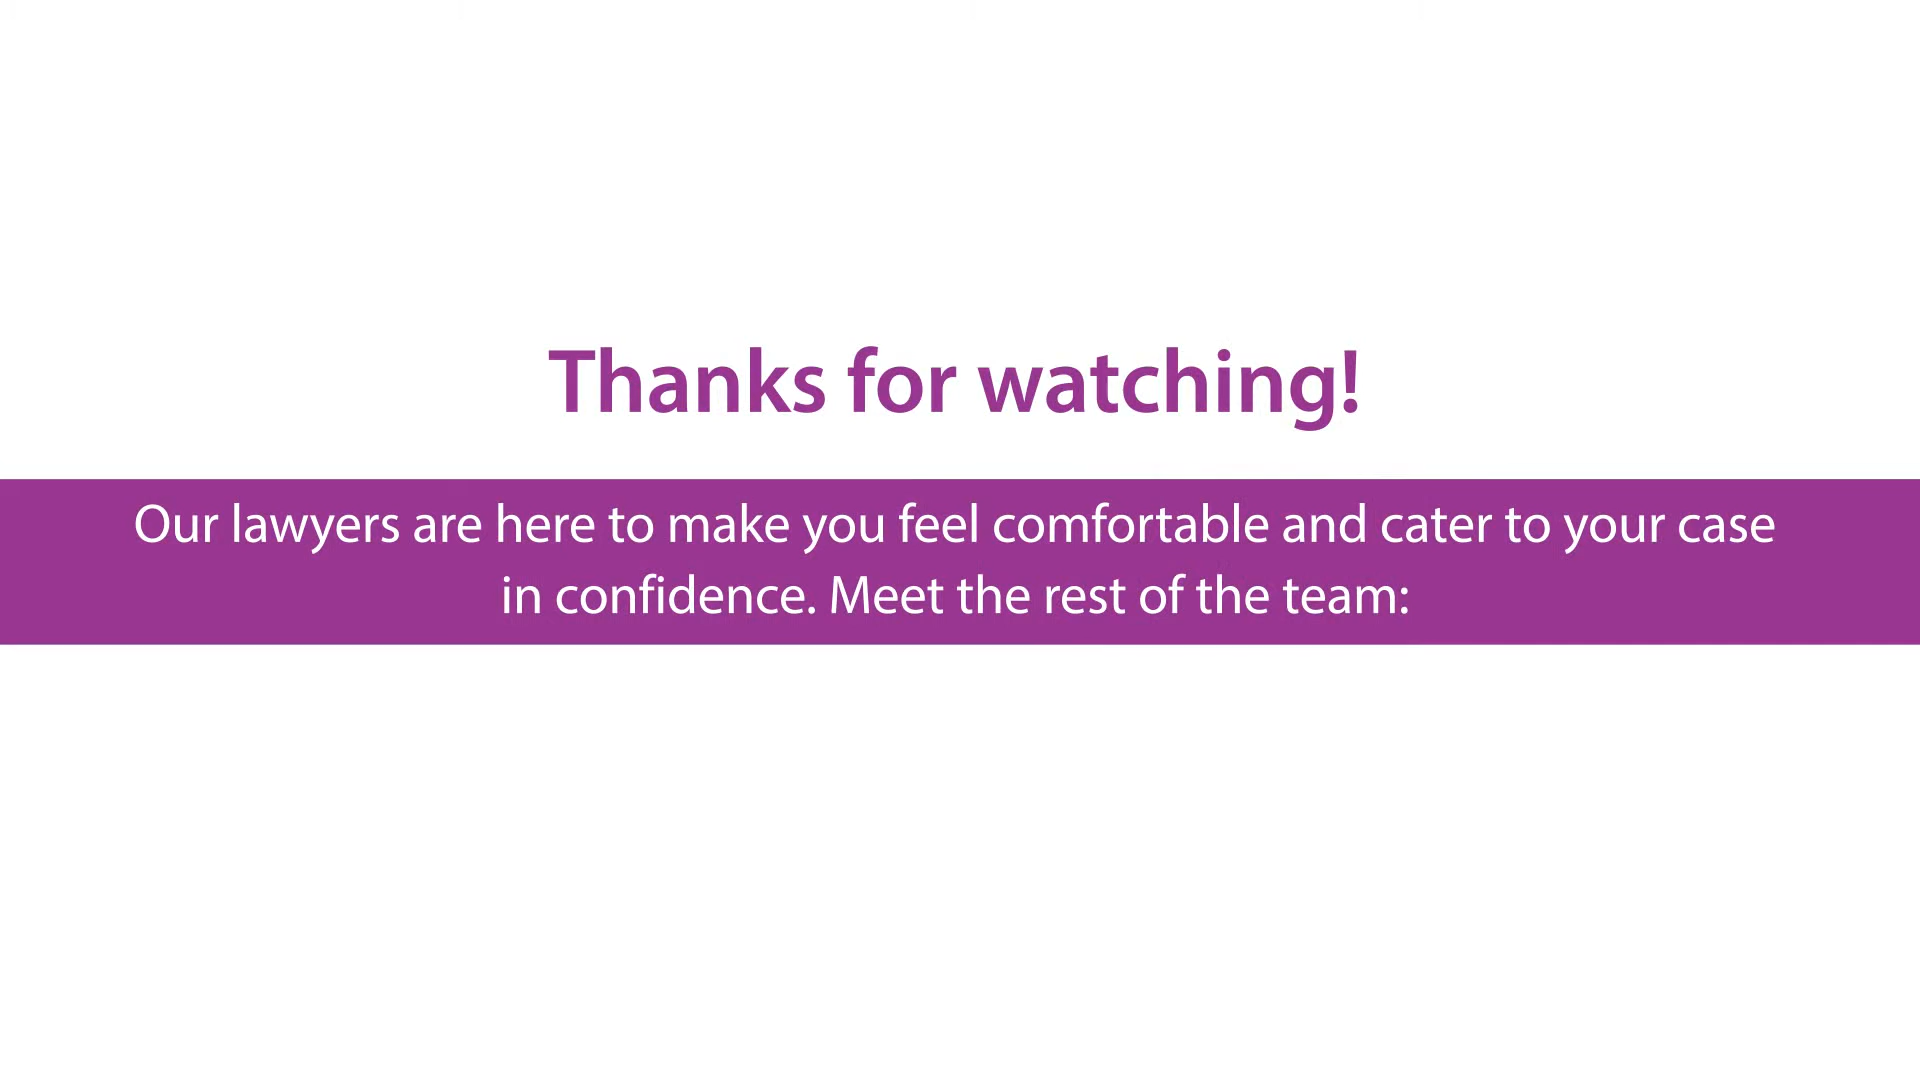 Thanks for watching!
Our lawyers are here to make you feel comfortable and cater to your case
in confidence. Meet the rest of the team: